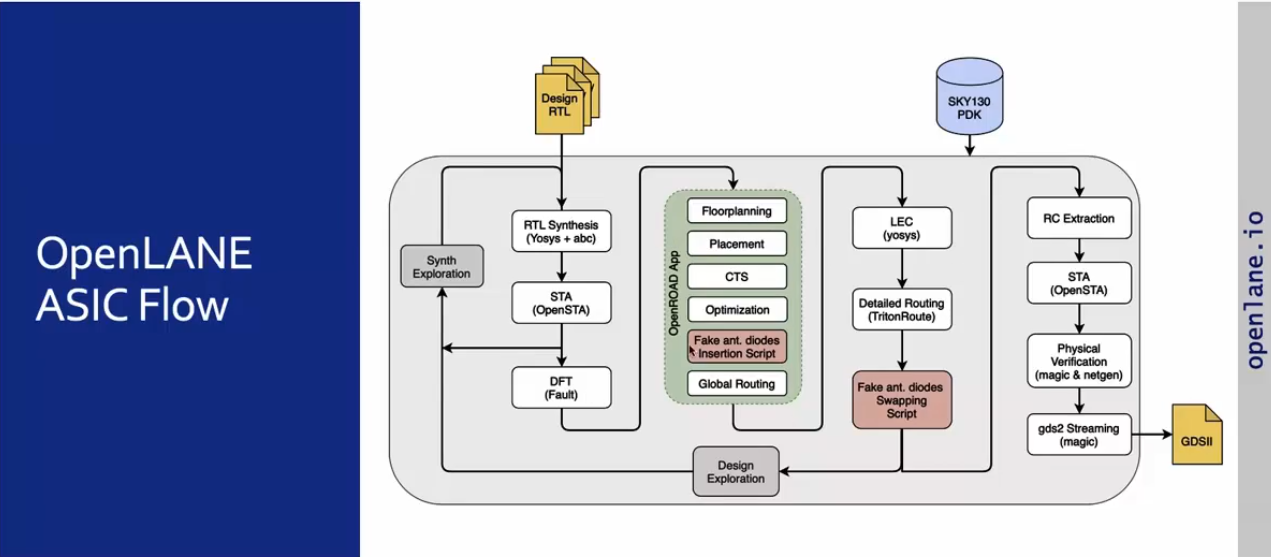 OpenLANE
ASIC Flow
Design
RTL
SKY130
PDK
Synth
Exploration
RTL Synthesis
(Yosys + abc)
STA
(OpenSTA)
DFT
(Fault)
OpenROAD App
Floorplanning
Placement
CTS
Optimization
Fake ant. diodes
Insertion Script
Global Routing
LEC
(yosys)
Detailed Routing
(TritonRoute)
Fake ant. diodes
Swapping
Script
Design
Exploration
RC Extraction
STA
(OpenSTA)
Physical
Verification
(magic & netgen)
gds2 Streaming
(magic)
GDSII
openlane.io